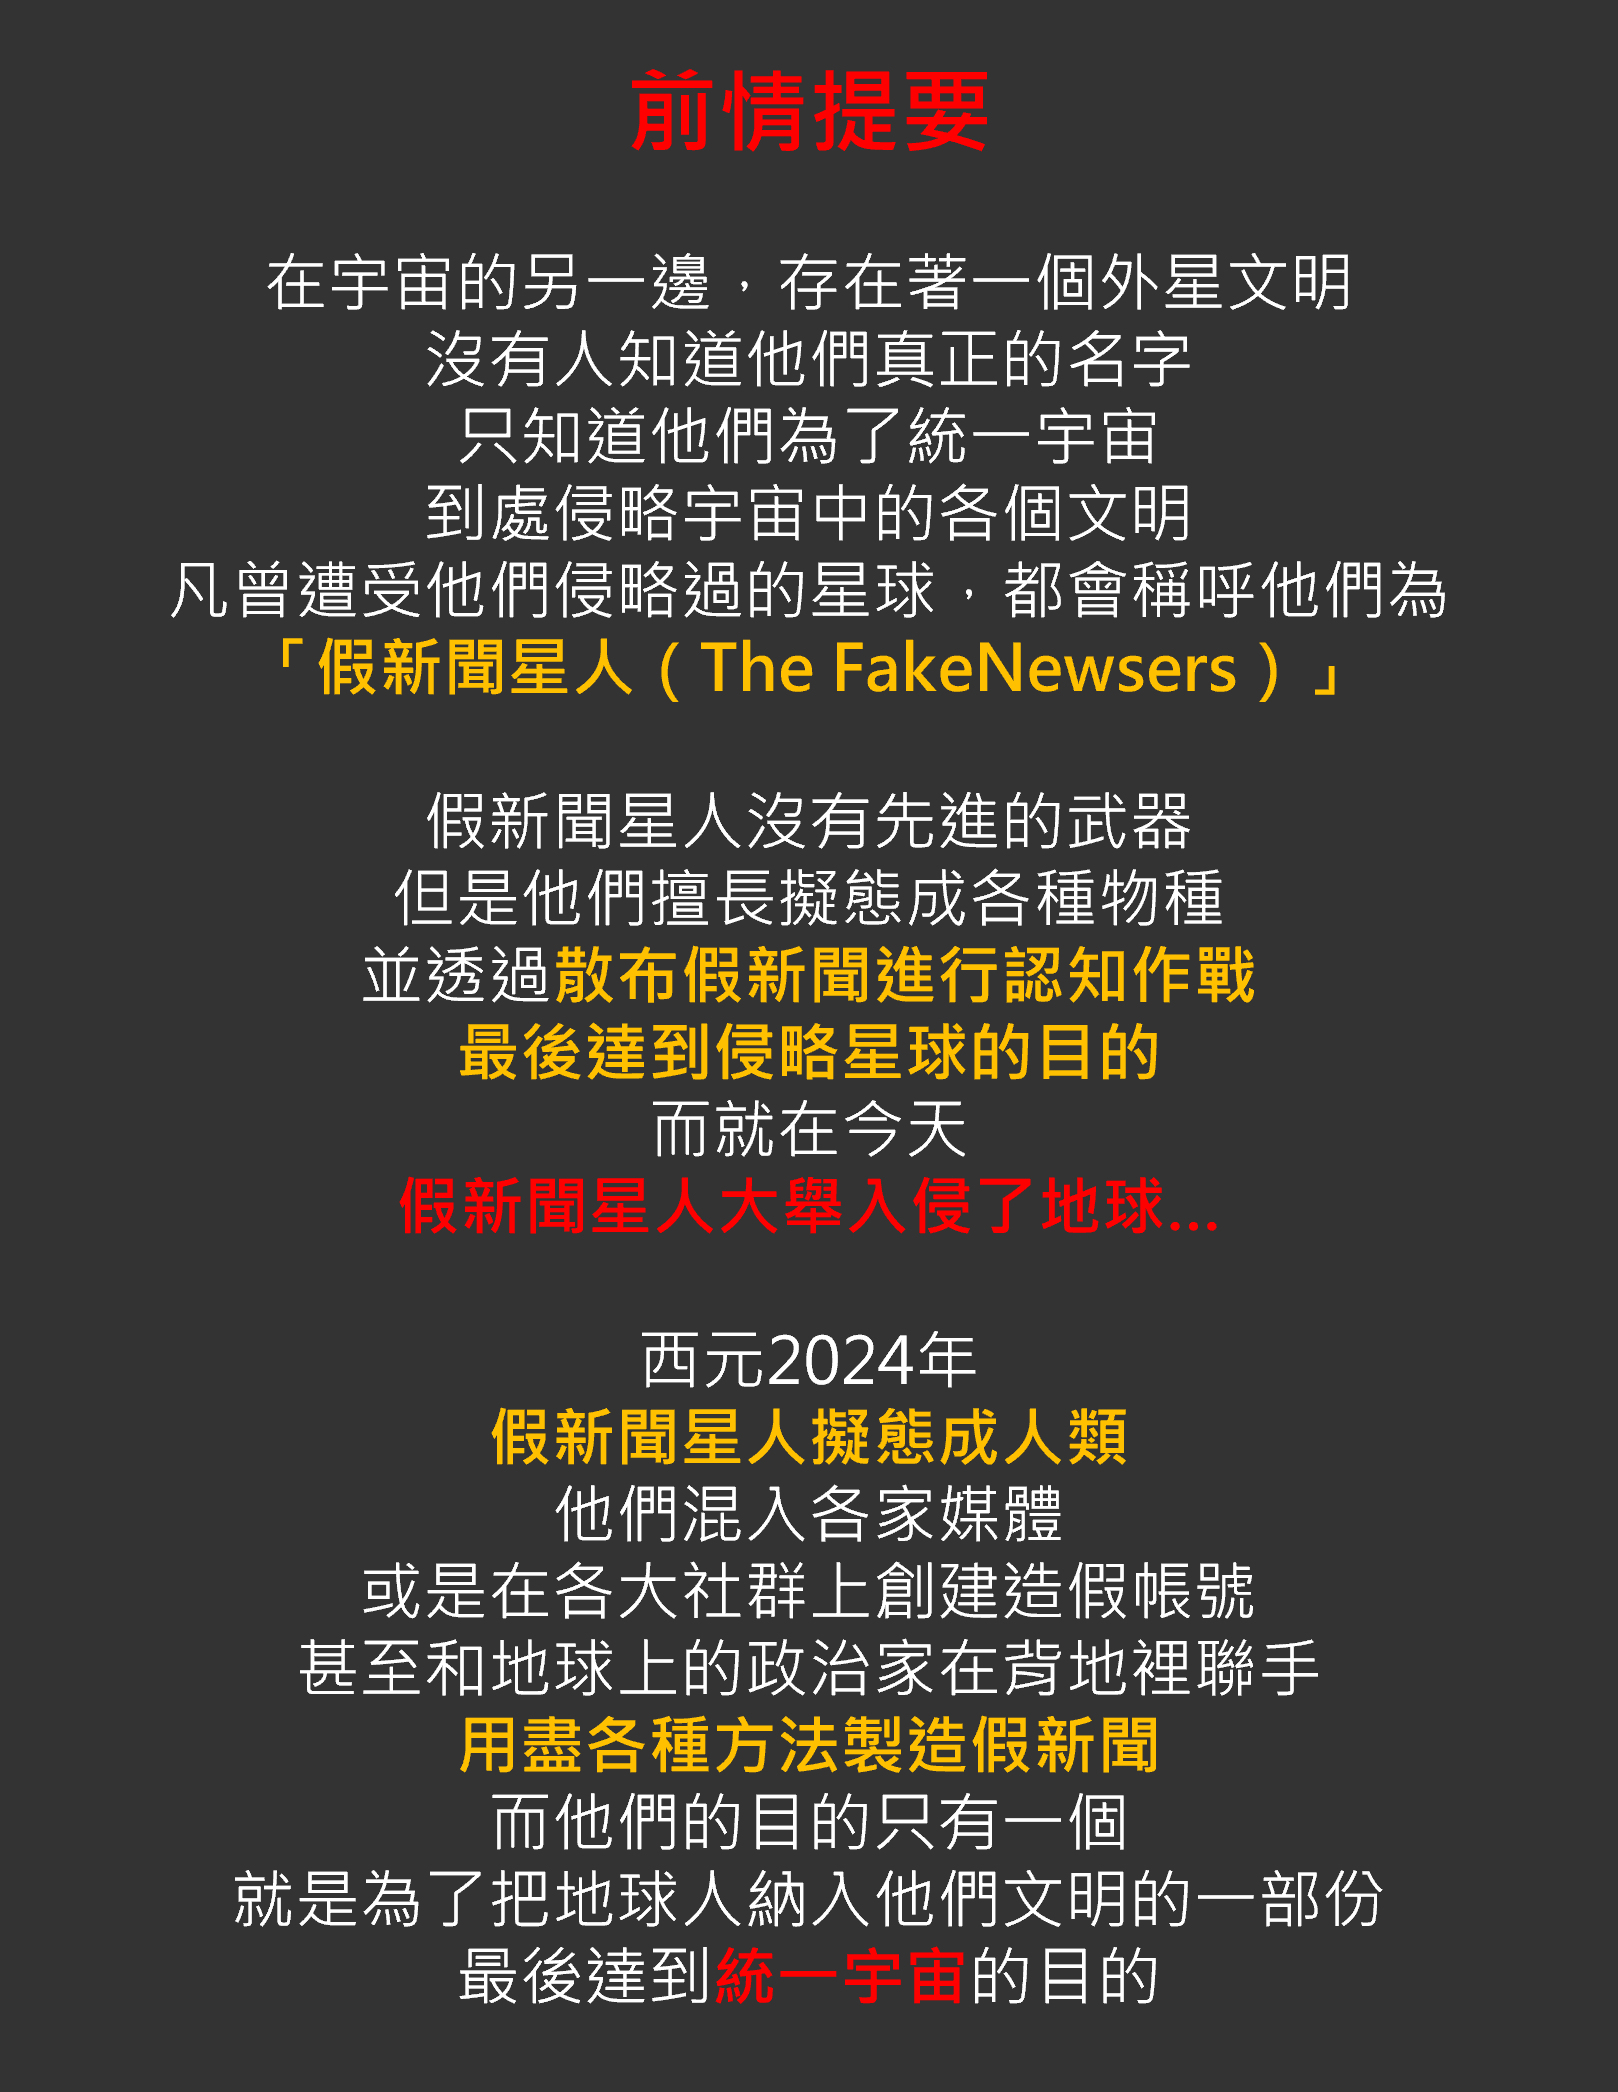 前情提要
在宇宙的另一邊，存在著一個外星文明
沒有人知道他們真正的名字
只知道他們為了統一宇宙
到處侵略宇宙中的各個文明
凡曾遭受他們侵略過的星球，都會稱呼他們為
「假新聞星人（The FakeNewsers）」
假新聞星人沒有先進的武器
但是他們擅長擬態成各種物種
並透過散布假新聞進行認知作戰
最後達到侵略星球的目的
而就在今天
假新聞星人大舉入侵了地球...
西元2024年
假新聞星人擬態成人類
他們混入各家媒體
或是在各大社群上創建造假帳號
甚至和地球上的政治家在背地裡聯手
用盡各種方法製造假新聞
而他們的目的只有一個
就是為了把地球人納入他們文明的一部份
最後達到統一宇宙的目的